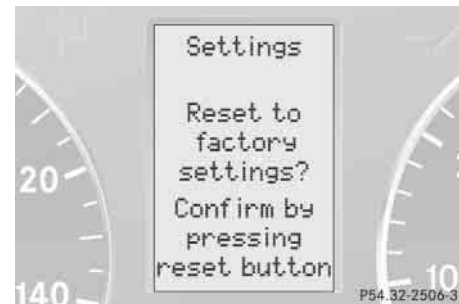 Settings
Reset to
factory
settings?
Confirm by
pressing
reset button
20
140
10
P54.32-2506-3